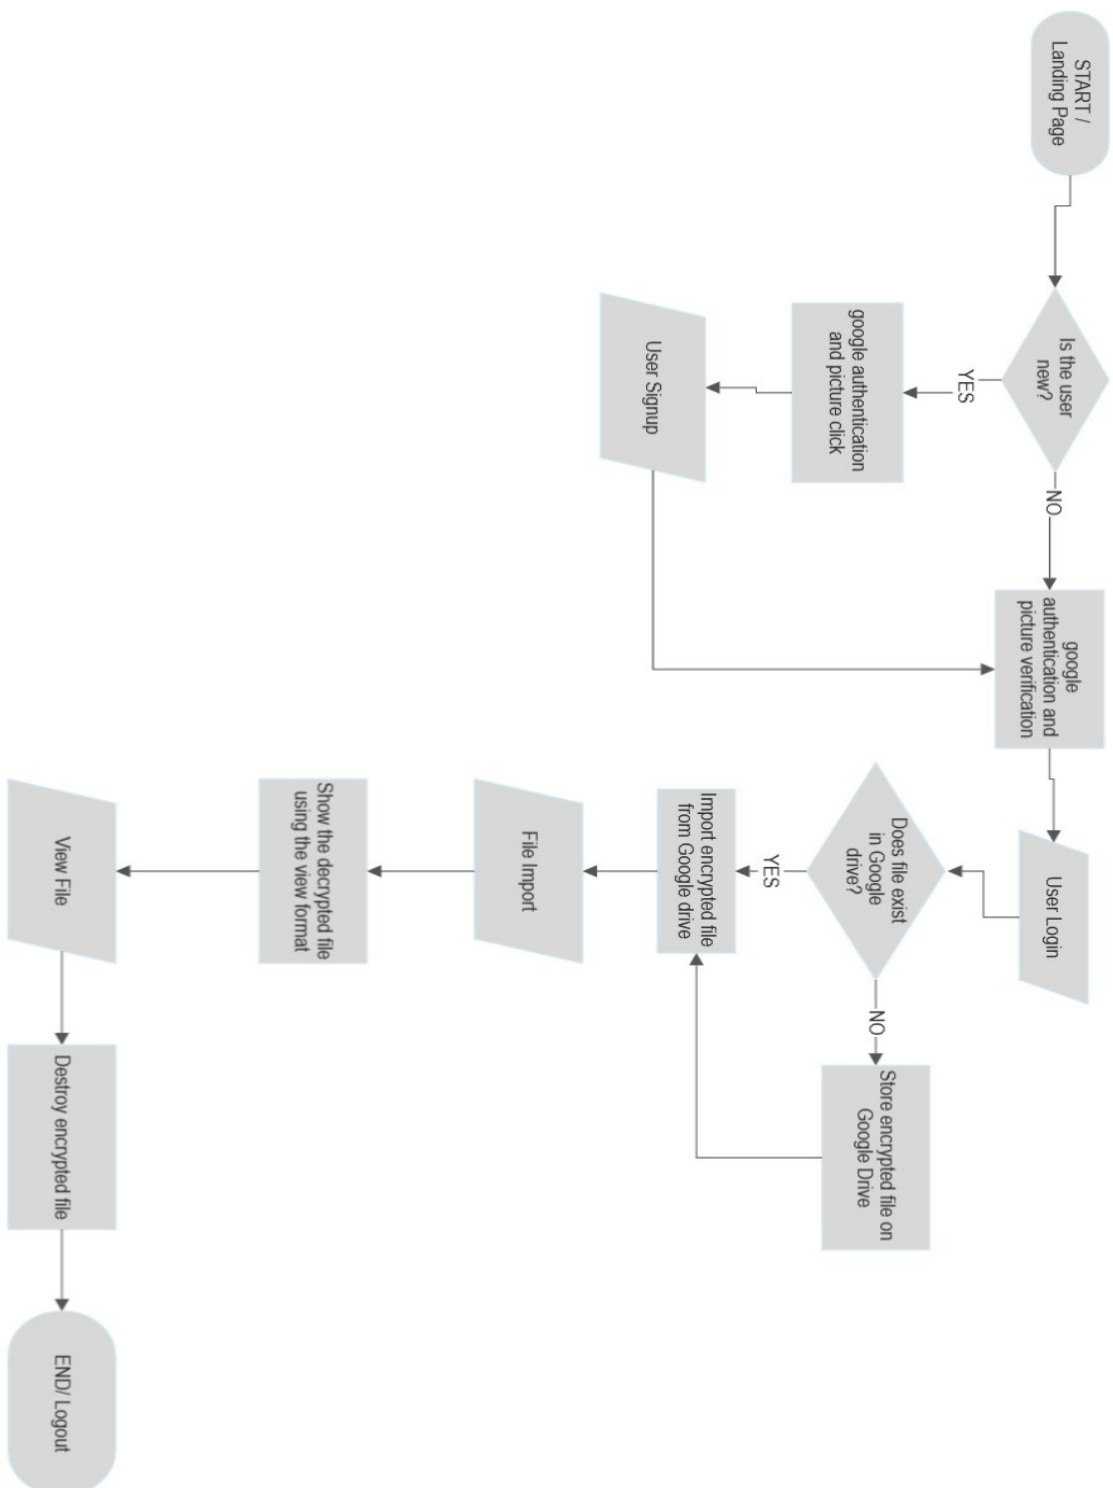 START /
Landing Page
Is the user
new?
NO
google
authentication and
picture verification
User Login
YES
google authentication
and picture click
User Signup
Does file exist
in Google
drive?
NO
Store encrypted file on
Google Drive
YES
Import encrypted file
from Google drive
File Import
Show the decrypted file
using the view format
View File
Destroy encrypted file
END/ Logout